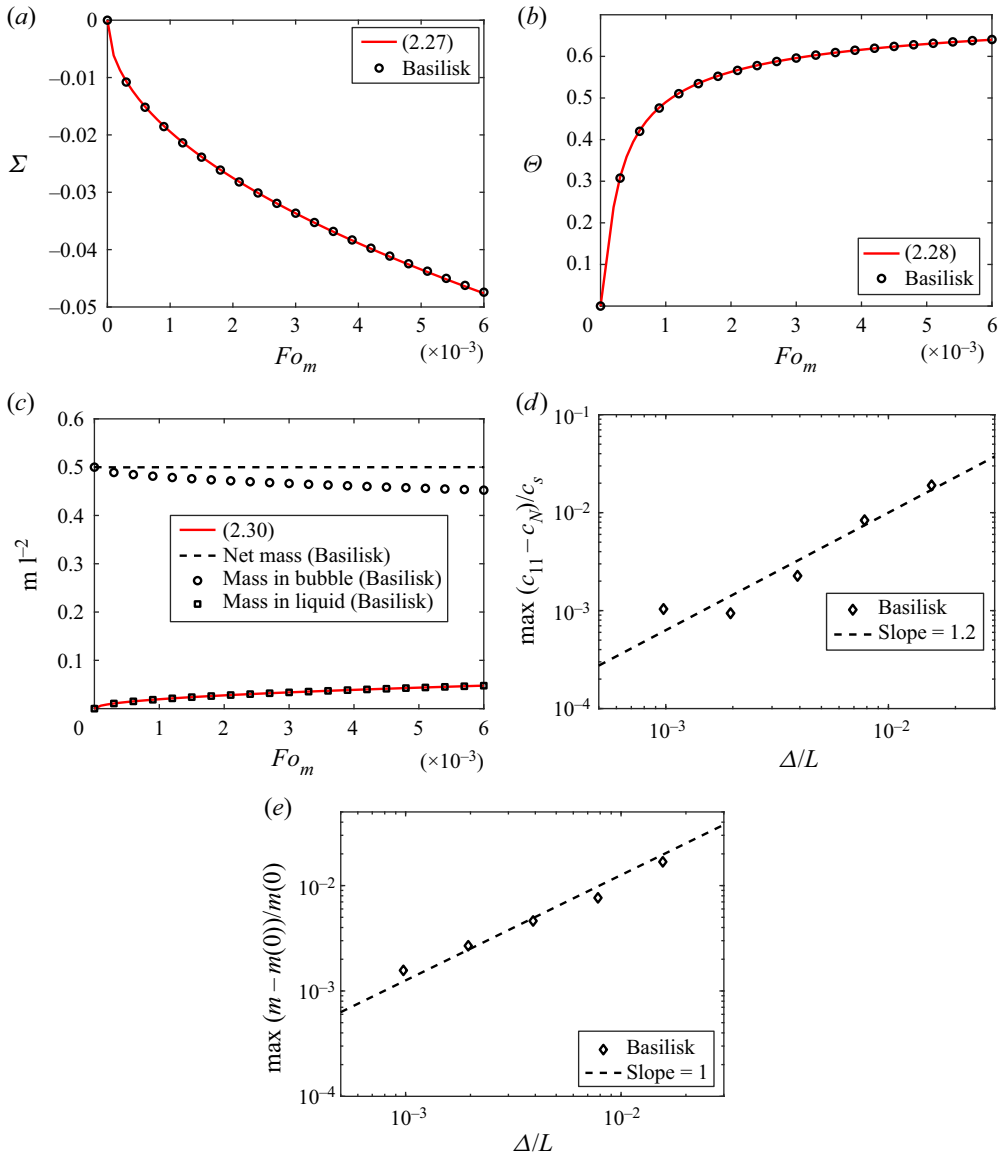 (a)
0
–0.01
–0.02
–0.03
–0.04
–0.05
Σ
(2.27)
Basilisk
0 1 2 3 4 5 6
Fo_m (×10⁻³)
(b)
0.6
0.5
0.4
0.3
0.2
0.1
Θ
(2.28)
Basilisk
0 1 2 3 4 5 6
Fo_m (×10⁻³)
(c)
0.6
0.5
0.4
0.3
0.2
0.1
m l⁻²
(2.30)
Net mass (Basilisk)
Mass in bubble (Basilisk)
Mass in liquid (Basilisk)
0 1 2 3 4 5 6
Fo_m (×10⁻³)
(d)
10⁻¹
10⁻²
10⁻³
10⁻⁴
max (c₁₁ – c_N)/c_s
Basilisk
Slope = 1.2
10⁻³ 10⁻²
Δ/L
(e)
10⁻²
10⁻³
10⁻⁴
max (m – m(0))/m(0)
Basilisk
Slope = 1
10⁻³ 10⁻²
Δ/L